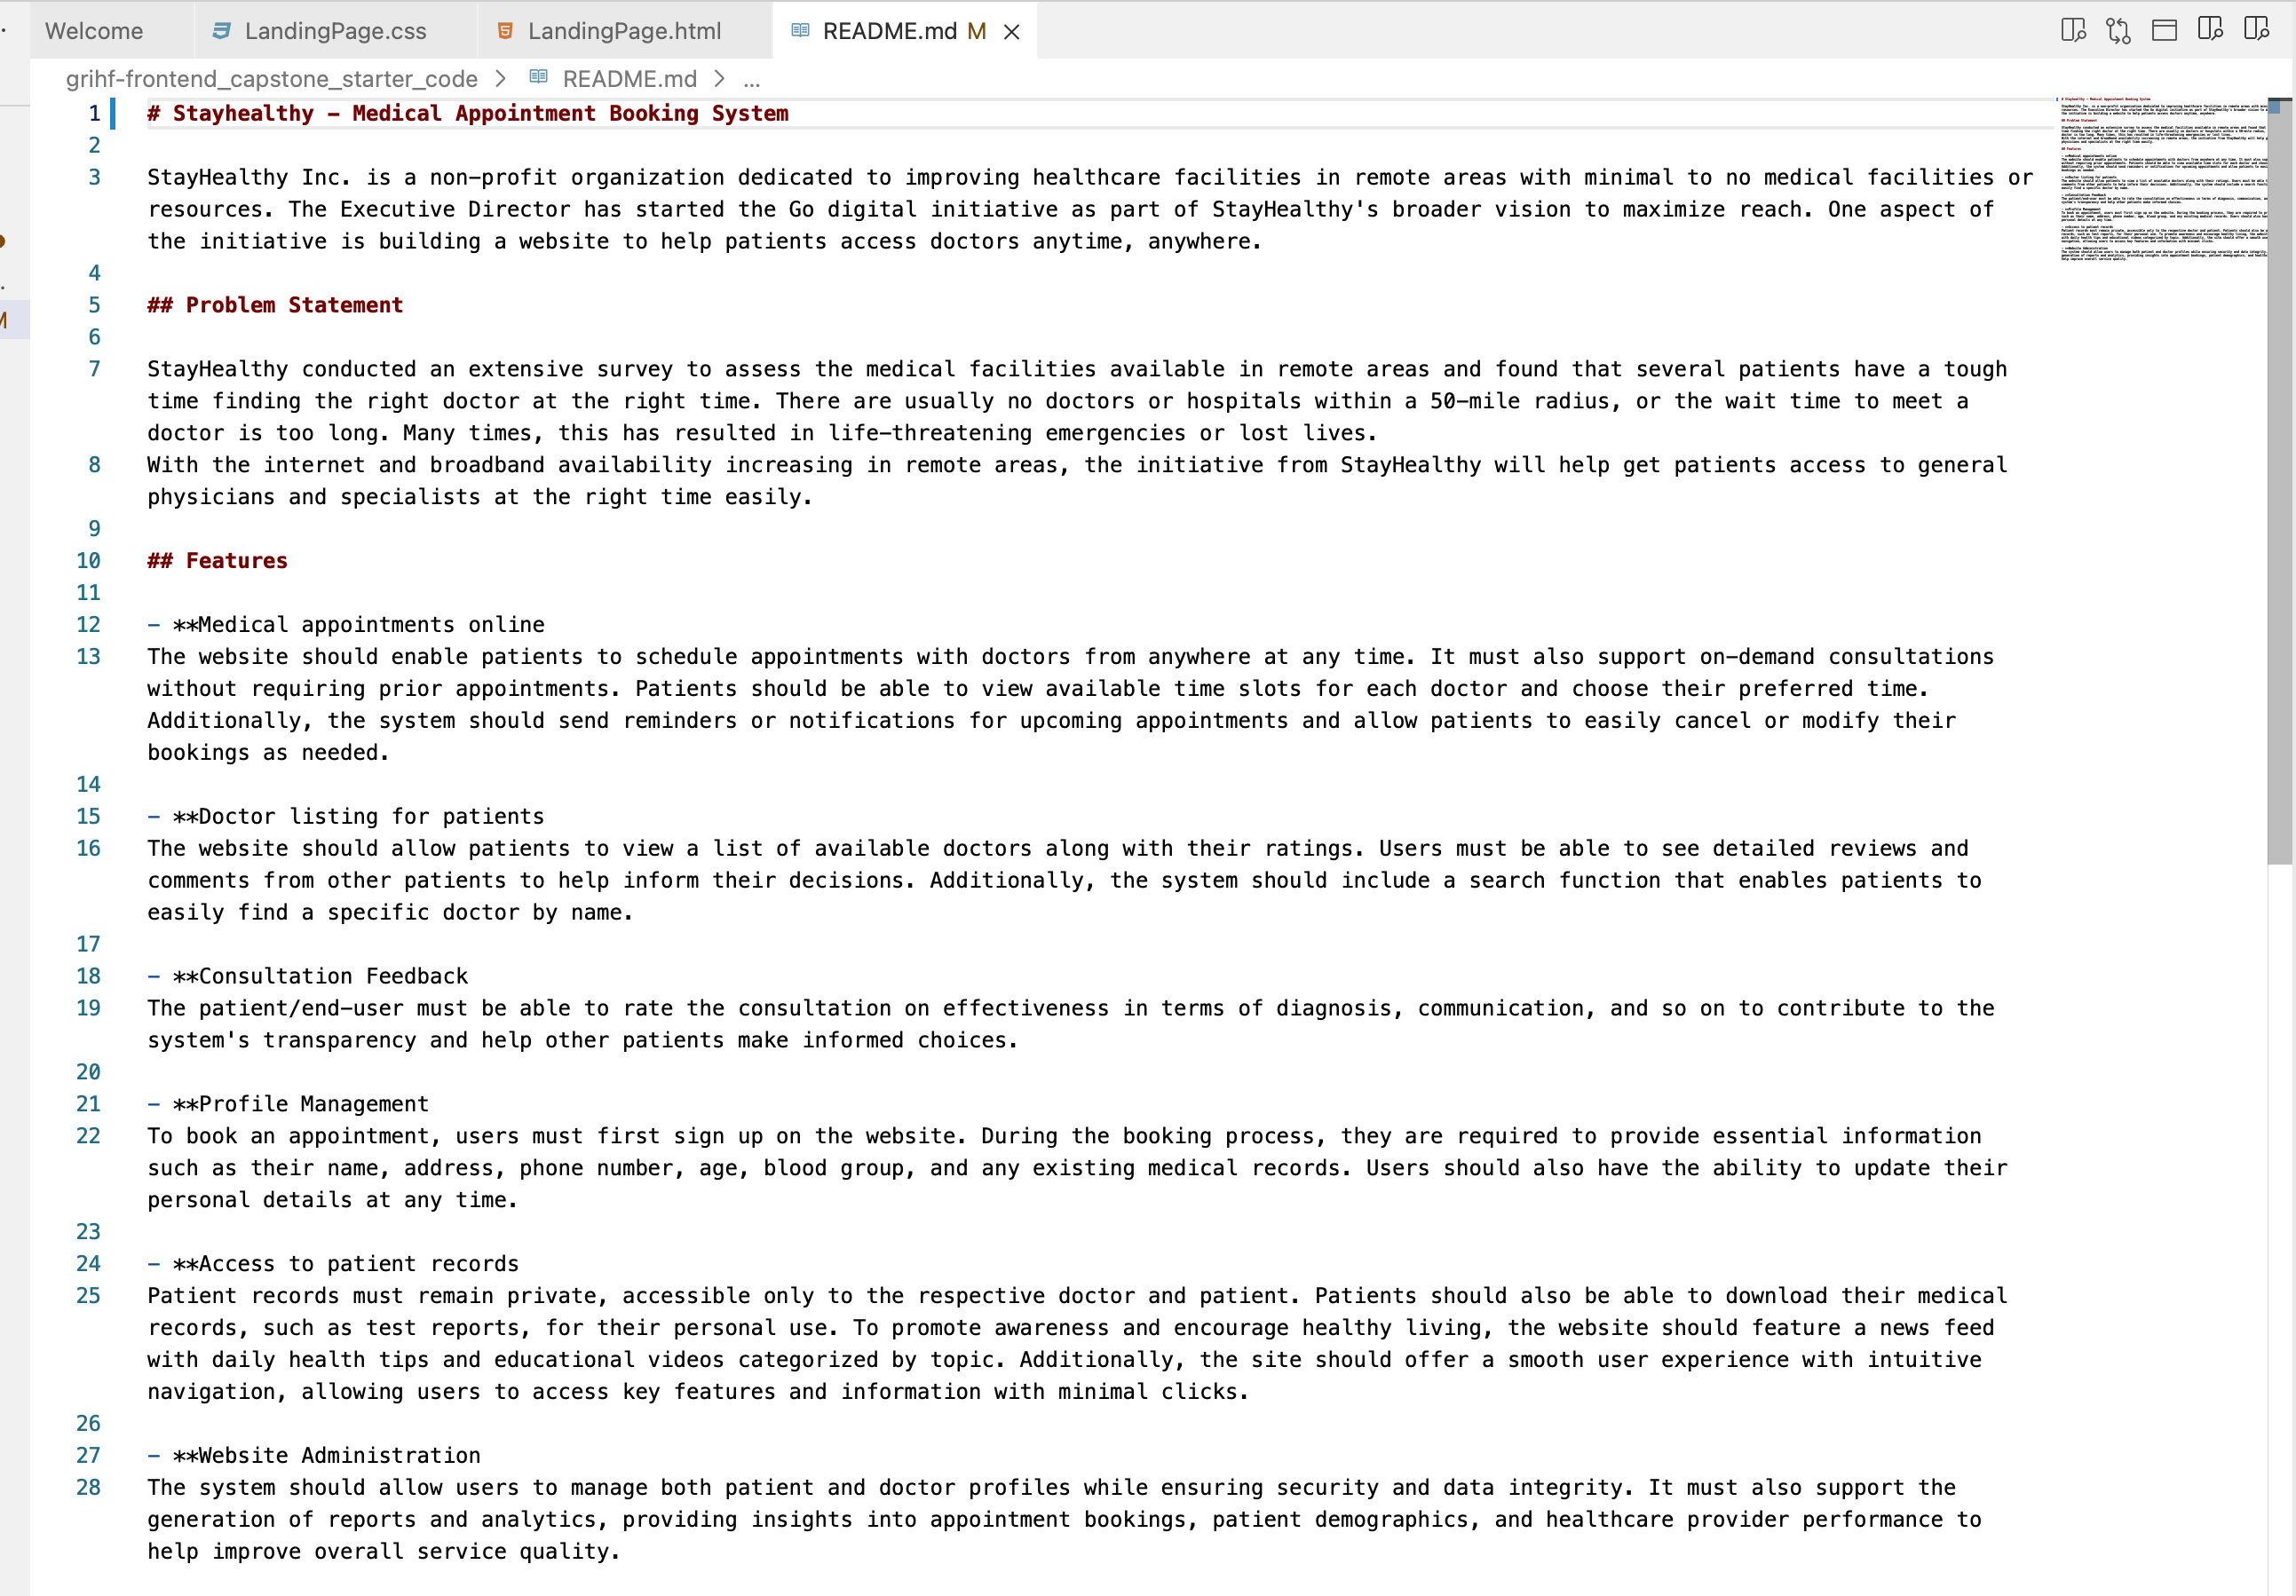 Welcome LandingPage.css LandingPage.html README.md M
grihf-frontend_capstone_starter_code > README.md > ...
1 # Stayhealthy - Medical Appointment Booking System
2
3 StayHealthy Inc. is a non-profit organization dedicated to improving healthcare facilities in remote areas with minimal to no medical facilities or
resources. The Executive Director has started the Go digital initiative as part of StayHealthy's broader vision to maximize reach. One aspect of
the initiative is building a website to help patients access doctors anytime, anywhere.
4
5 ## Problem Statement
6
7 StayHealthy conducted an extensive survey to assess the medical facilities available in remote areas and found that several patients have a tough
time finding the right doctor at the right time. There are usually no doctors or hospitals within a 50-mile radius, or the wait time to meet a
doctor is too long. Many times, this has resulted in life-threatening emergencies or lost lives.
8 With the internet and broadband availability increasing in remote areas, the initiative from StayHealthy will help get patients access to general
physicians and specialists at the right time easily.
9
10 ## Features
11
12 - **Medical appointments online
13 The website should enable patients to schedule appointments with doctors from anywhere at any time. It must also support on-demand consultations
without requiring prior appointments. Patients should be able to view available time slots for each doctor and choose their preferred time.
Additionally, the system should send reminders or notifications for upcoming appointments and allow patients to easily cancel or modify their
bookings as needed.
14
15 - **Doctor listing for patients
16 The website should allow patients to view a list of available doctors along with their ratings. Users must be able to see detailed reviews and
comments from other patients to help inform their decisions. Additionally, the system should include a search function that enables patients to
easily find a specific doctor by name.
17
18 - **Consultation Feedback
19 The patient/end-user must be able to rate the consultation on effectiveness in terms of diagnosis, communication, and so on to contribute to the
system's transparency and help other patients make informed choices.
20
21 - **Profile Management
22 To book an appointment, users must first sign up on the website. During the booking process, they are required to provide essential information
such as their name, address, phone number, age, blood group, and any existing medical records. Users should also have the ability to update their
personal details at any time.
23
24 - **Access to patient records
25 Patient records must remain private, accessible only to the respective doctor and patient. Patients should also be able to download their medical
records, such as test reports, for their personal use. To promote awareness and encourage healthy living, the website should feature a news feed
with daily health tips and educational videos categorized by topic. Additionally, the site should offer a smooth user experience with intuitive
navigation, allowing users to access key features and information with minimal clicks.
26
27 - **Website Administration
28 The system should allow users to manage both patient and doctor profiles while ensuring security and data integrity. It must also support the
generation of reports and analytics, providing insights into appointment bookings, patient demographics, and healthcare provider performance to
help improve overall service quality.